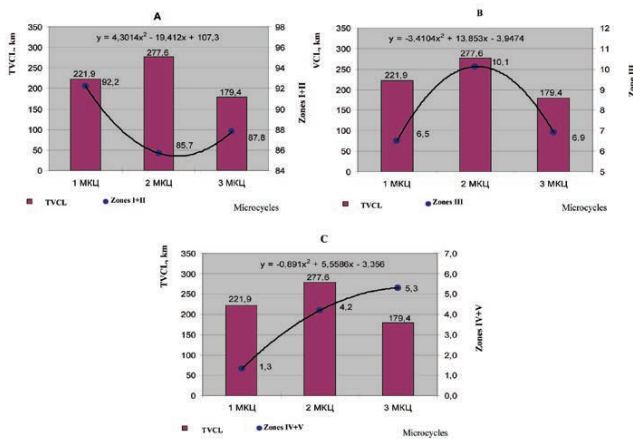 A
y = 4,3014x² - 19,412x + 107,3
TVCL, km
350
300
250
200
150
100
50
0
221,9
277,6
179,4
92,2
85,7
87,8
98
96
94
92
90
88
86
84
Zones I+II
1 МКЦ
2 МКЦ
3 МКЦ
Microcycles
TVCL
Zones I+II
B
y = -3,4104x² + 13,853x - 3,9474
VCL, km
350
300
250
200
150
100
50
0
221,9
277,6
179,4
6,5
10,1
6,9
12
11
10
9
8
7
6
5
Zone III
1 МКЦ
2 МКЦ
3 МКЦ
Microcycles
TVCL
Zones III
C
y = -0,891x² + 5,5586x - 3,356
TVCL, km
350
300
250
200
150
100
50
0
221,9
277,6
179,4
1,3
4,2
5,3
7,0
6,0
5,0
4,0
3,0
2,0
1,0
0,0
Zones IV+V
1 МКЦ
2 МКЦ
3 МКЦ
Microcycles
TVCL
Zones IV+V